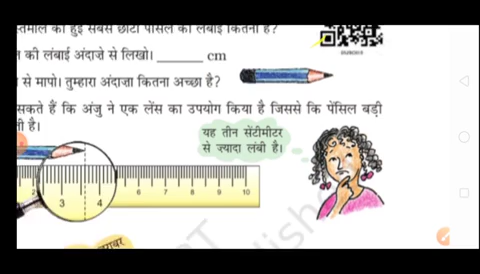 स्तेमाल की हुई सबसे छोटी पेंसिल की लंबाई कितनी है?
की लंबाई अंदाज़े से लिखो। _______ cm
से मापो। तुम्हारा अंदाजा कितना अच्छा है?
सकते हैं कि अंजु ने एक लेंस का उपयोग किया है जिससे कि पेंसिल बड़ी
है।
यह तीन सेंटीमीटर
से ज्यादा लंबी है।
2 3 4 5 6 7 8 9 10